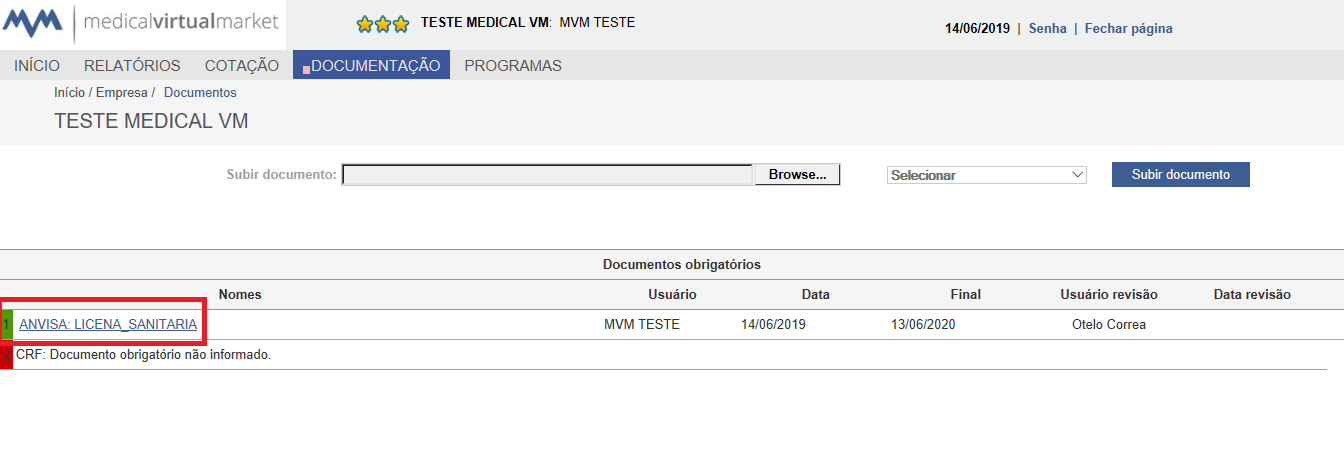 MVM medicalvirtualmarket
TESTE MEDICAL VM: MVM TESTE
14/06/2019 | Senha | Fechar página
INÍCIO RELATÓRIOS COTAÇÃO DOCUMENTAÇÃO PROGRAMAS
Início / Empresa / Documentos
TESTE MEDICAL VM
Subir documento: Browse... Selecionar Subir documento
Documentos obrigatórios
Nomes Usuário Data Final Usuário revisão Data revisão
1 ANVISA: LICENA_SANITARIA MVM TESTE 14/06/2019 13/06/2020 Otelo Correa
2 CRF: Documento obrigatório não informado.